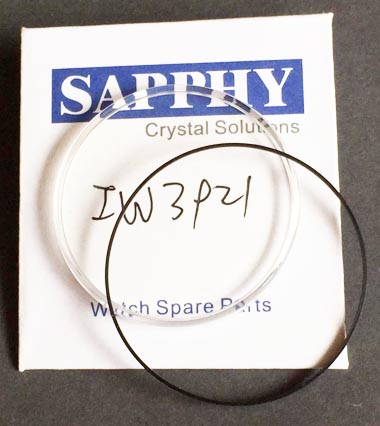 SAPPHY
Crystal Solutions
IW3P21
Watch Spare Parts